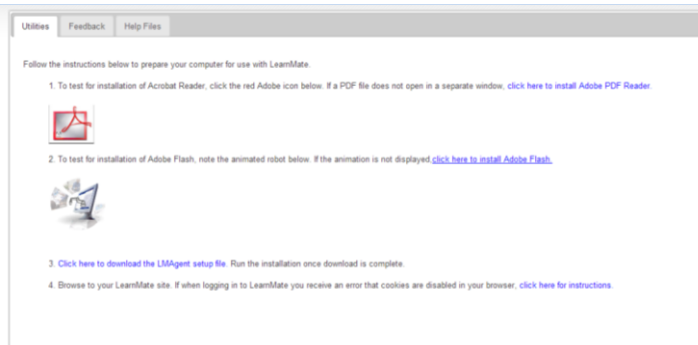 Utilities Feedback Help Files
Follow the instructions below to prepare your computer for use with LearnMate.
1. To test for installation of Acrobat Reader, click the red Adobe icon below. If a PDF file does not open in a separate window, click here to install Adobe PDF Reader.
2. To test for installation of Adobe Flash, note the animated robot below. If the animation is not displayed,click here to install Adobe Flash.
3. Click here to download the LMAgent setup file. Run the installation once download is complete.
4. Browse to your LearnMate site. If when logging in to LearnMate you receive an error that cookies are disabled in your browser, click here for instructions.